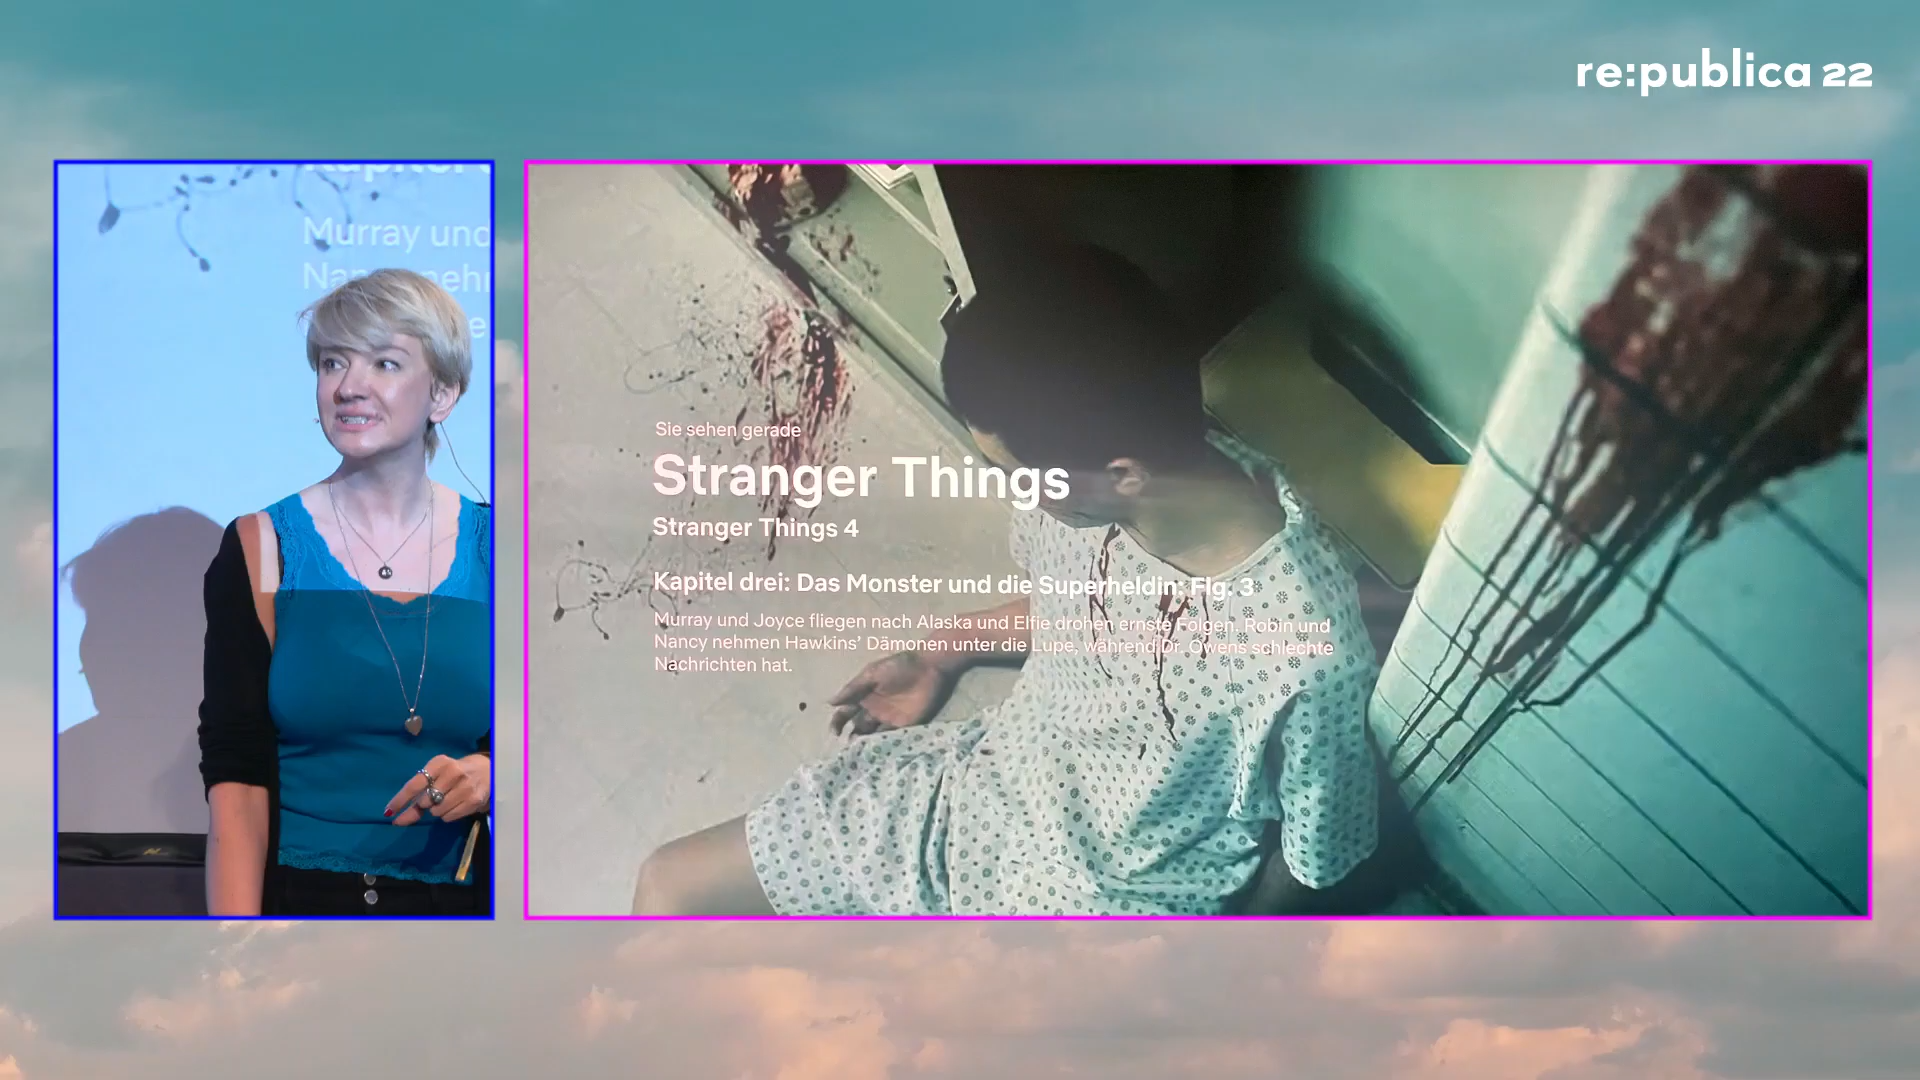 re:publica 22
Murray und
Sie sehen gerade
Stranger Things
Stranger Things 4
Kapitel drei: Das Monster und die Superheldin: Flg. 3
Murray und Joyce fliegen nach Alaska und Elfie drohen ernste Folgen. Robin und
Nancy nehmen Hawkins’ Dämonen unter die Lupe, während Dr. Owens schlechte
Nachrichten hat.